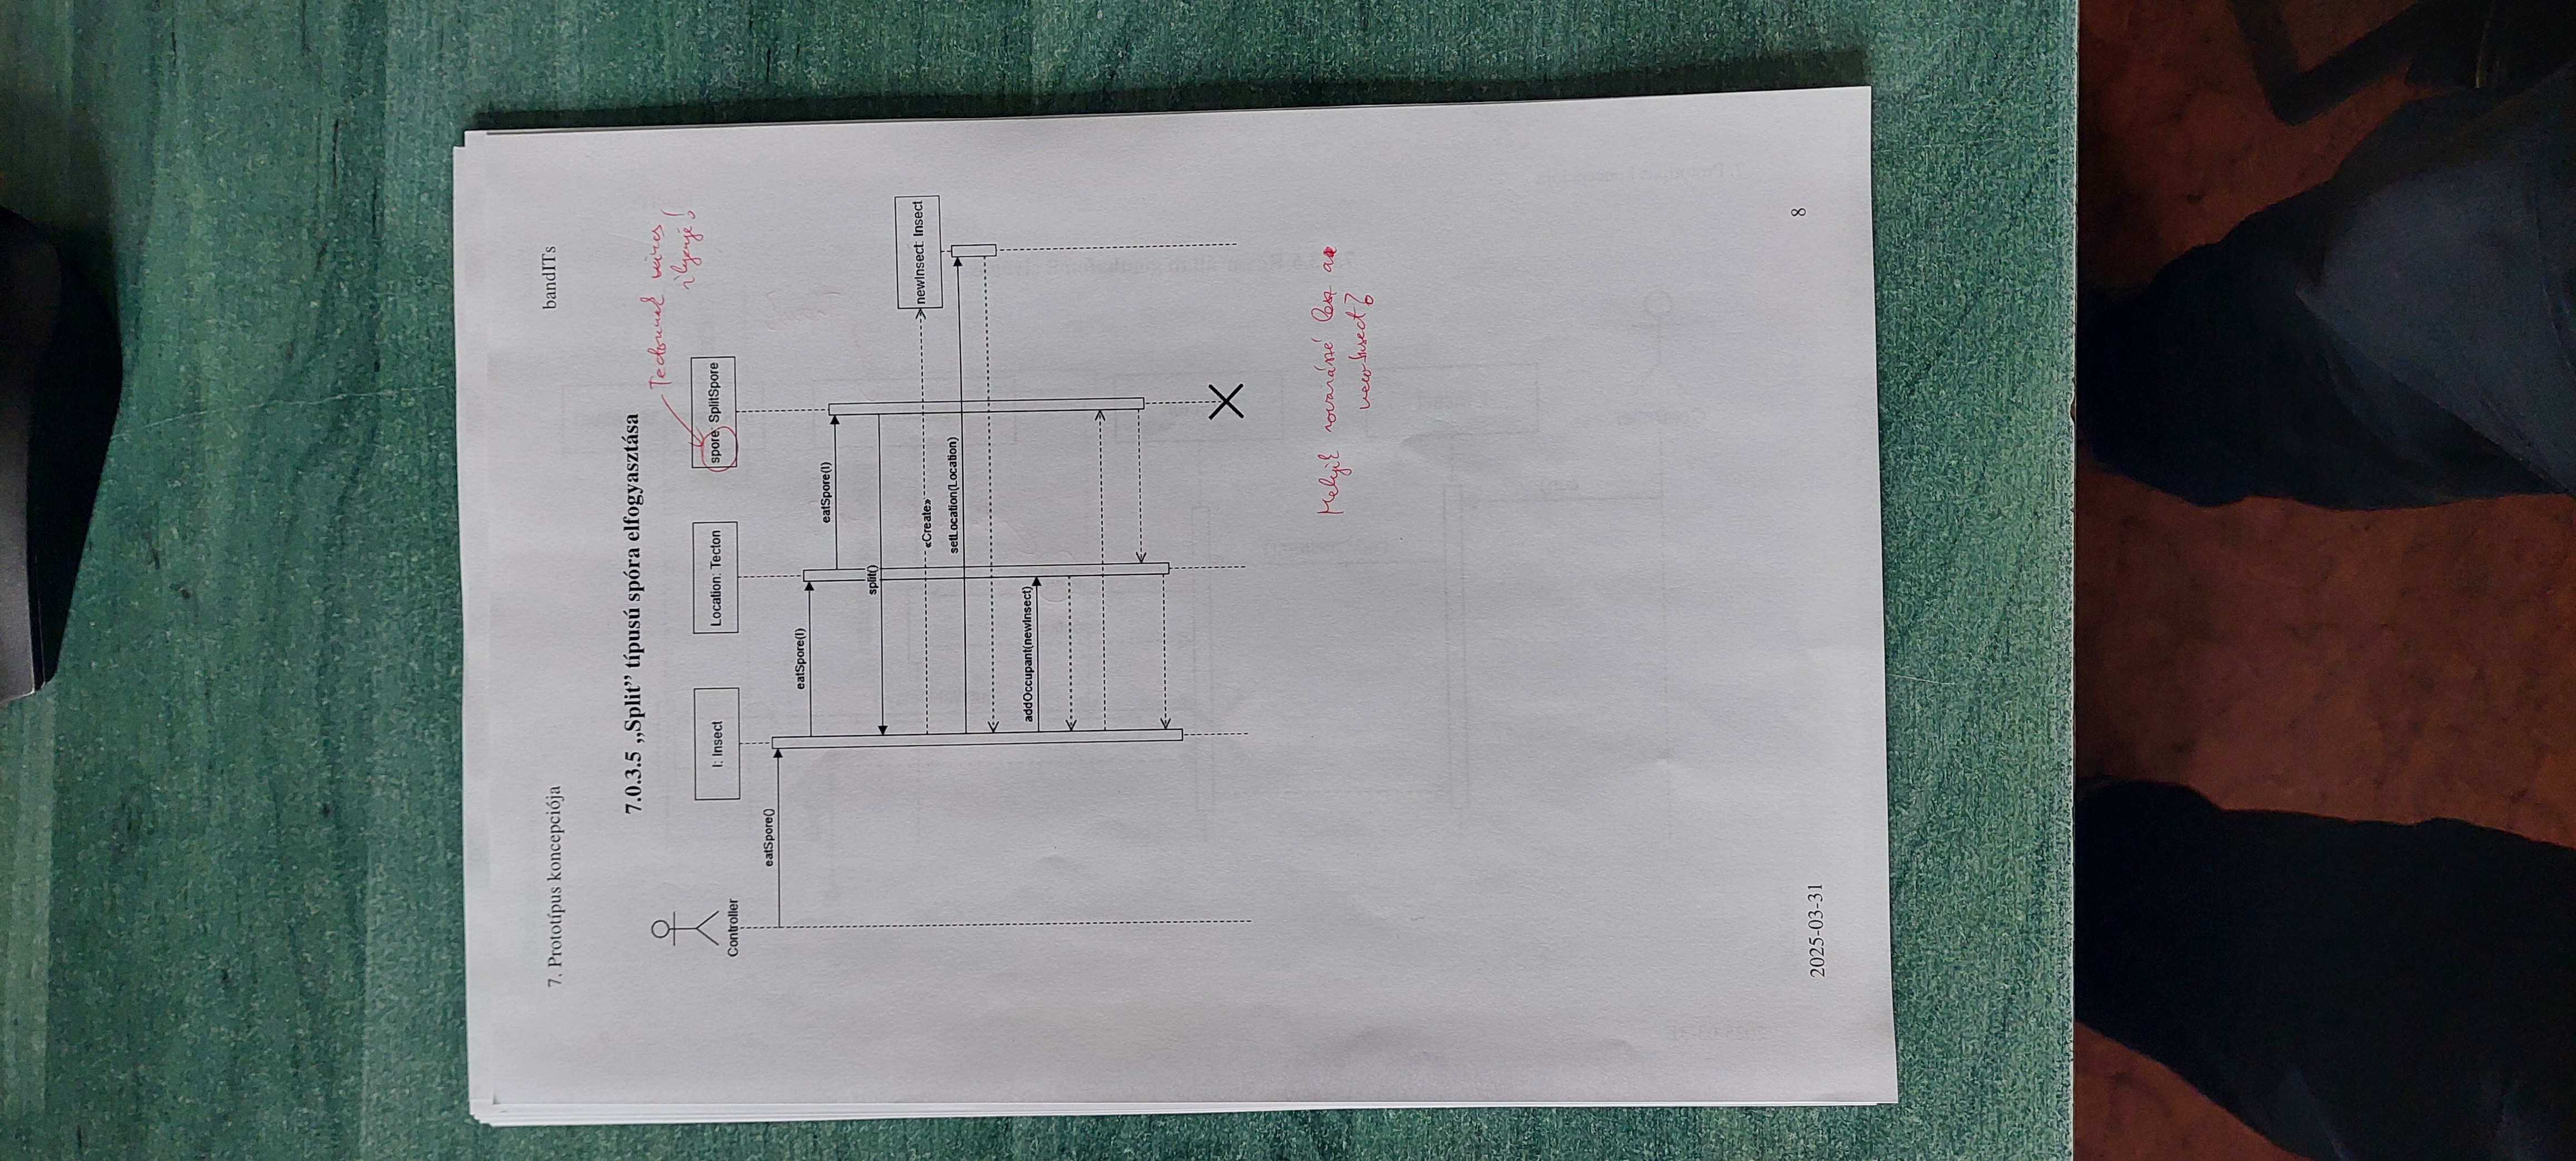 7. Prototípus koncepciója
bandITs
7.0.3.5 „Split” típusú spóra elfogyasztása
Tectonnak nincs
ilyenje!
Controller
I: Insect
Location: Tecton
spore: SplitSpore
eatSpore()
eatSpore(I)
eatSpore(I)
split()
«Create»
newInsect: Insect
setLocation(Location)
addOccupant(newInsect)
Melyik rovarászé lesz a
newInsect?
2025-03-31
8